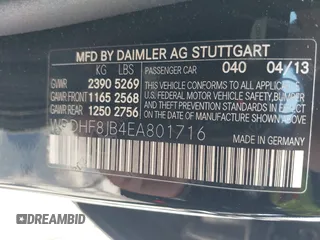 MFD BY DAIMLER AG STUTTGART
KG LBS PASSENGER CAR 040 04/13
GVWR 2390 5269
GAWR FRONT 1165 2568
GAWR REAR 1250 2756
THIS VEHICLE CONFORMS TO ALL
APPLICABLE U.S. FEDERAL MOTOR
VEHICLE SAFETY, BUMPER, AND THEFT
PREVENTION STANDARDS IN EFFECT ON THE
DATE OF MANUFACTURE SHOWN ABOVE
WDDHF8JB4EA801716
MADE IN GERMANY
DREAMBID